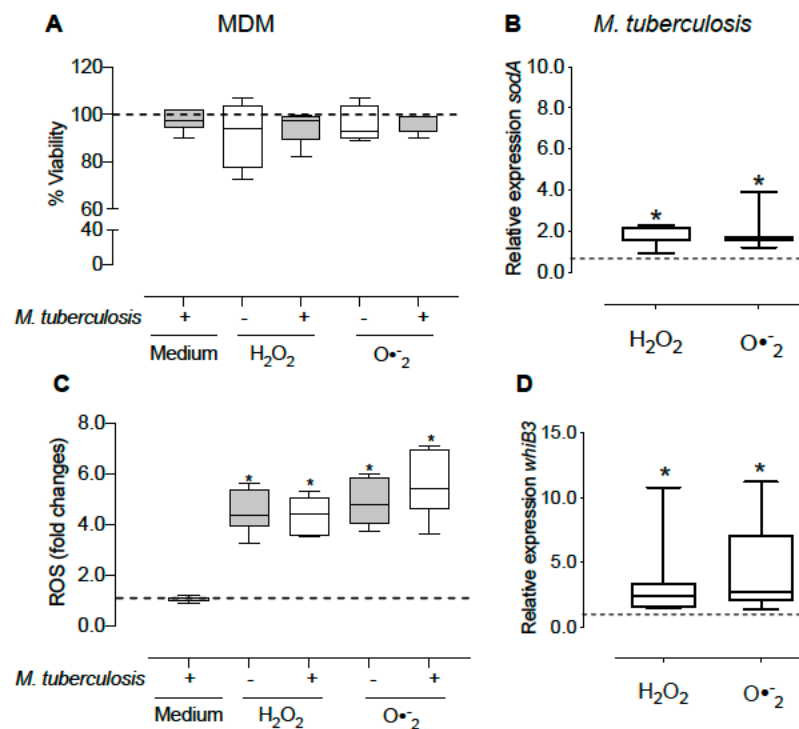 A MDM
120
100
80
60
40
0
% Viability
M. tuberculosis + - + - +
Medium H₂O₂ O•⁻₂
B M. tuberculosis
10.0
8.0
6.0
4.0
2.0
0.0
Relative expression sodA
* *
H₂O₂ O•⁻₂
C
8.0
6.0
4.0
2.0
0.0
ROS (fold changes)
* * * *
M. tuberculosis + - + - +
Medium H₂O₂ O•⁻₂
D
15.0
10.0
5.0
0.0
Relative expression whiB3
* *
H₂O₂ O•⁻₂